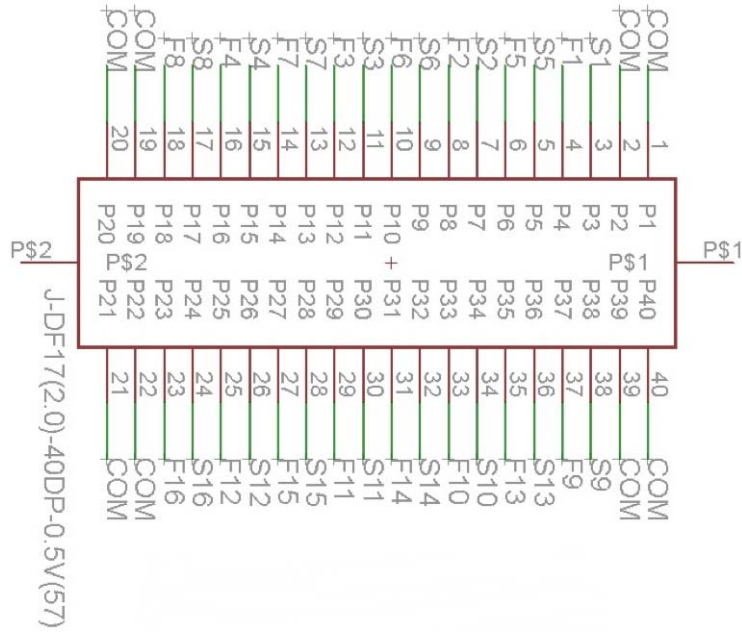 COM COM F8 S8 F4 S4 F7 S7 F3 S3 F6 S6 F2 S2 F5 S5 F1 S1 COM COM
20 19 18 17 16 15 14 13 12 11 10 9 8 7 6 5 4 3 2 1
P20 P19 P18 P17 P16 P15 P14 P13 P12 P11 P10 P9 P8 P7 P6 P5 P4 P3 P2 P1
P$2 P$2 P$1 P$1
P21 P22 P23 P24 P25 P26 P27 P28 P29 P30 P31 P32 P33 P34 P35 P36 P37 P38 P39 P40
21 22 23 24 25 26 27 28 29 30 31 32 33 34 35 36 37 38 39 40
COM COM F16 S16 F12 S12 F15 S15 F11 S11 F14 S14 F10 S10 F13 S13 F9 S9 COM COM
J-DF17(2.0)-40DP-0.5V(57)